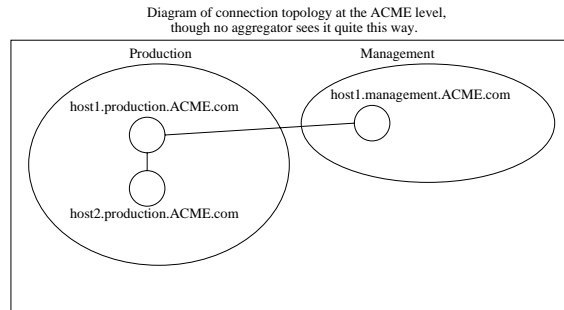 Diagram of connection topology at the ACME level,
though no aggregator sees it quite this way.
Production
Management
host1.production.ACME.com
host1.management.ACME.com
host2.production.ACME.com